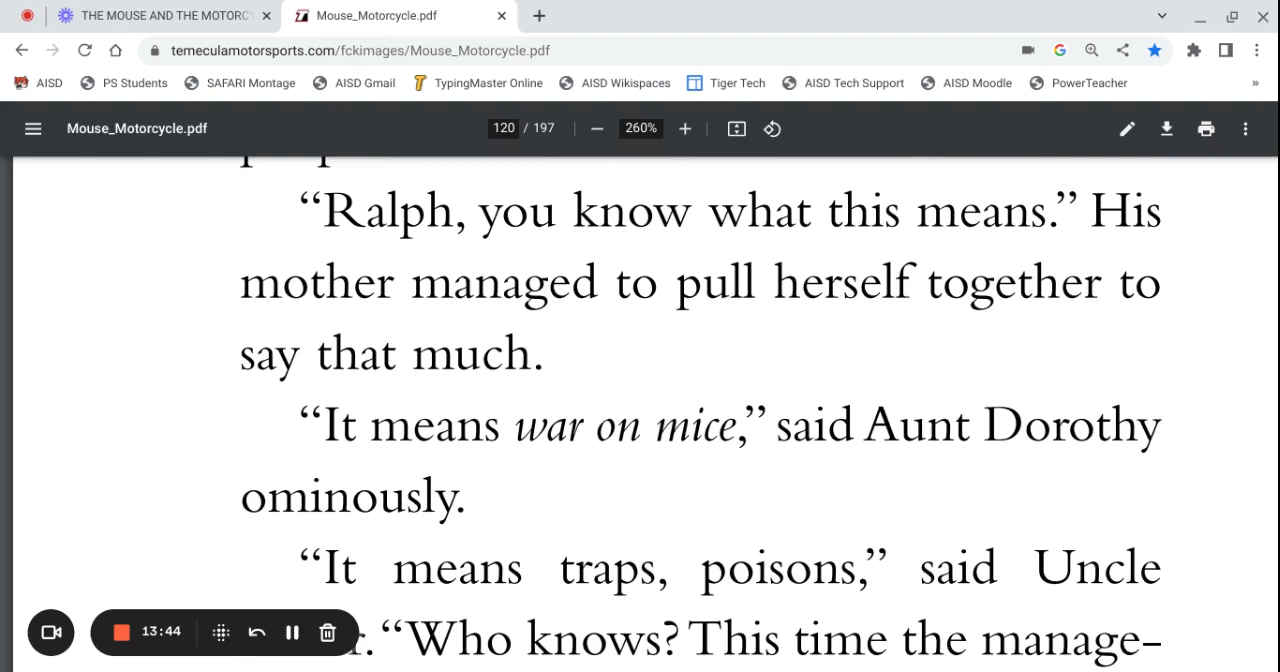 THE MOUSE AND THE MOTORCY
Mouse_Motorcycle.pdf
temeculamotorsports.com/fckimages/Mouse_Motorcycle.pdf
AISD PS Students SAFARI Montage AISD Gmail TypingMaster Online AISD Wikispaces Tiger Tech AISD Tech Support AISD Moodle PowerTeacher »
Mouse_Motorcycle.pdf 120 / 197 260%
“Ralph, you know what this means.” His
mother managed to pull herself together to
say that much.
“It means war on mice,” said Aunt Dorothy
ominously.
“It means traps, poisons,” said Uncle
“Who knows? This time the manage-
13:44